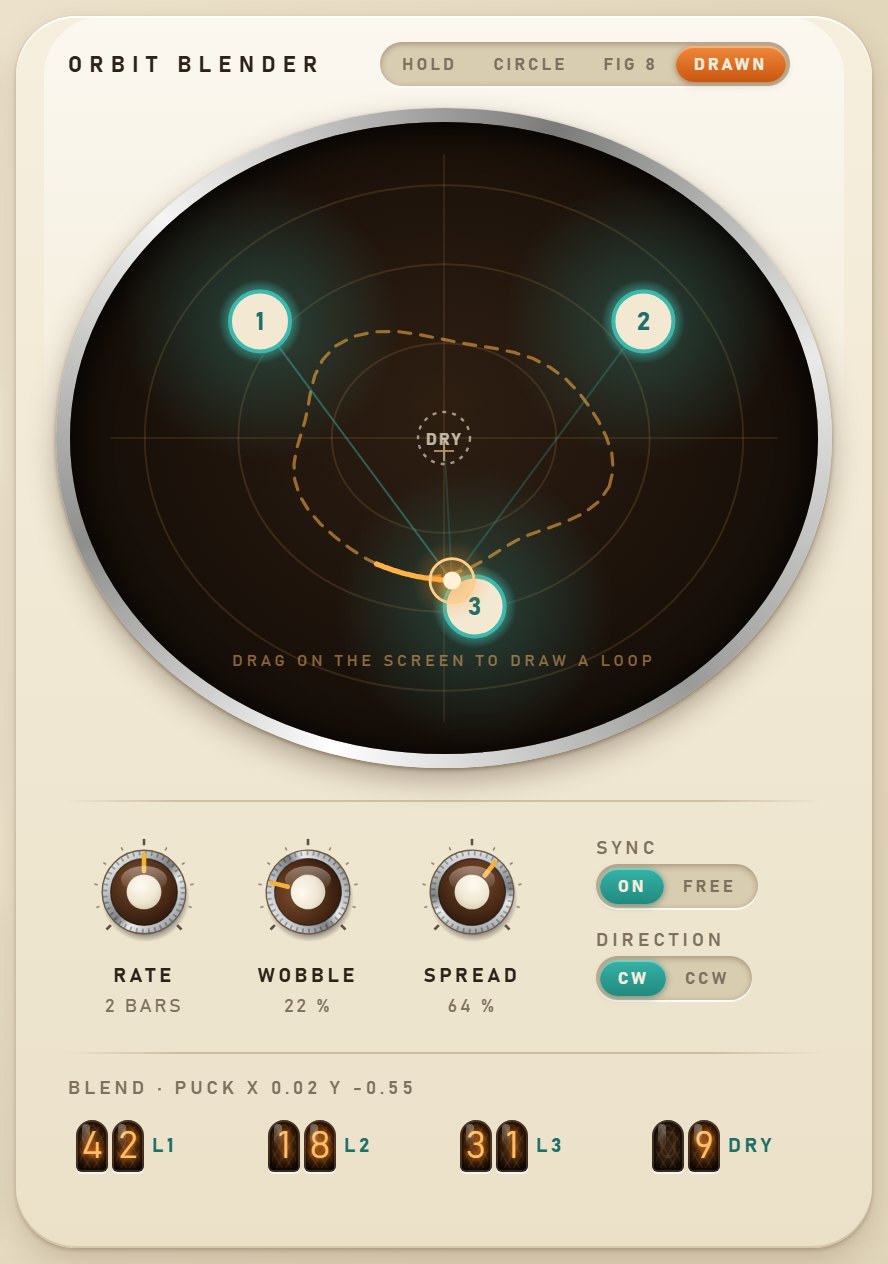 ORBIT BLENDER
HOLD CIRCLE FIG 8 DRAWN
1
2
DRY
3
DRAG ON THE SCREEN TO DRAW A LOOP
SYNC
ON FREE
DIRECTION
CW CCW
RATE WOBBLE SPREAD
2 BARS 22 % 64 %
BLEND · PUCK X 0.02 Y -0.55
42 L1 18 L2 31 L3 9 DRY